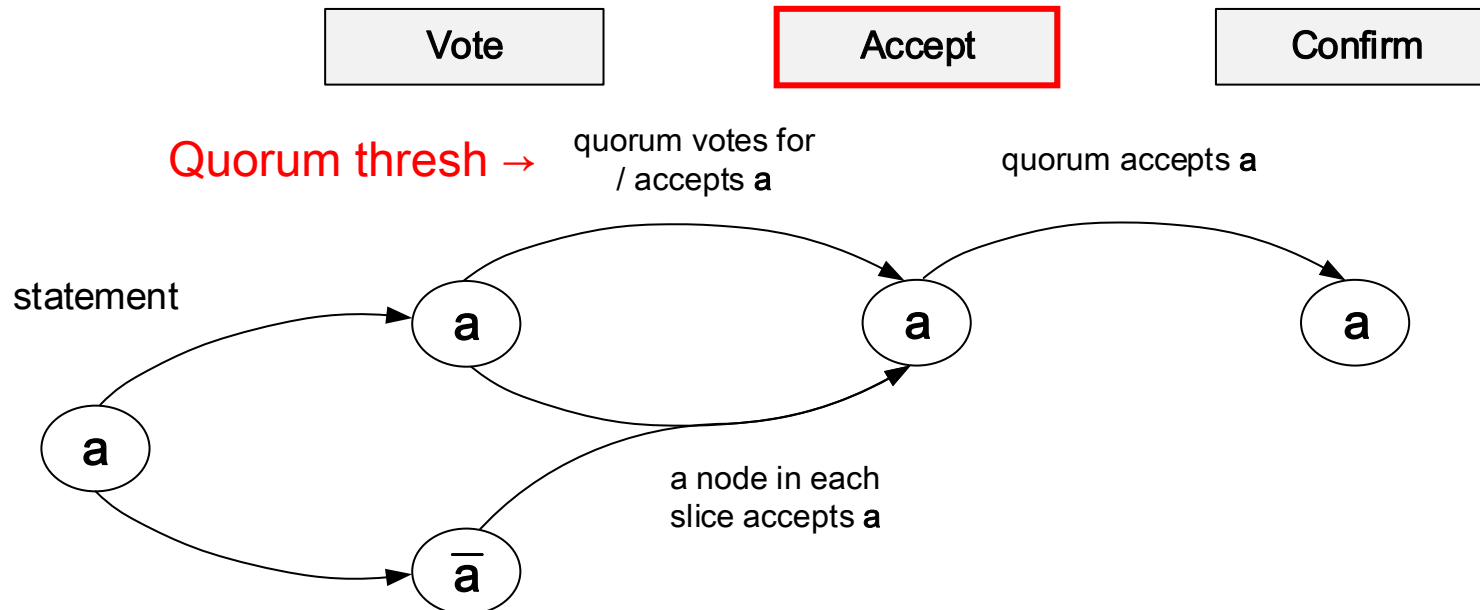 Vote
Accept
Confirm
Quorum thresh →
quorum votes for
/ accepts a
quorum accepts a
statement
a
a
a
a
a node in each
slice accepts a
a̅